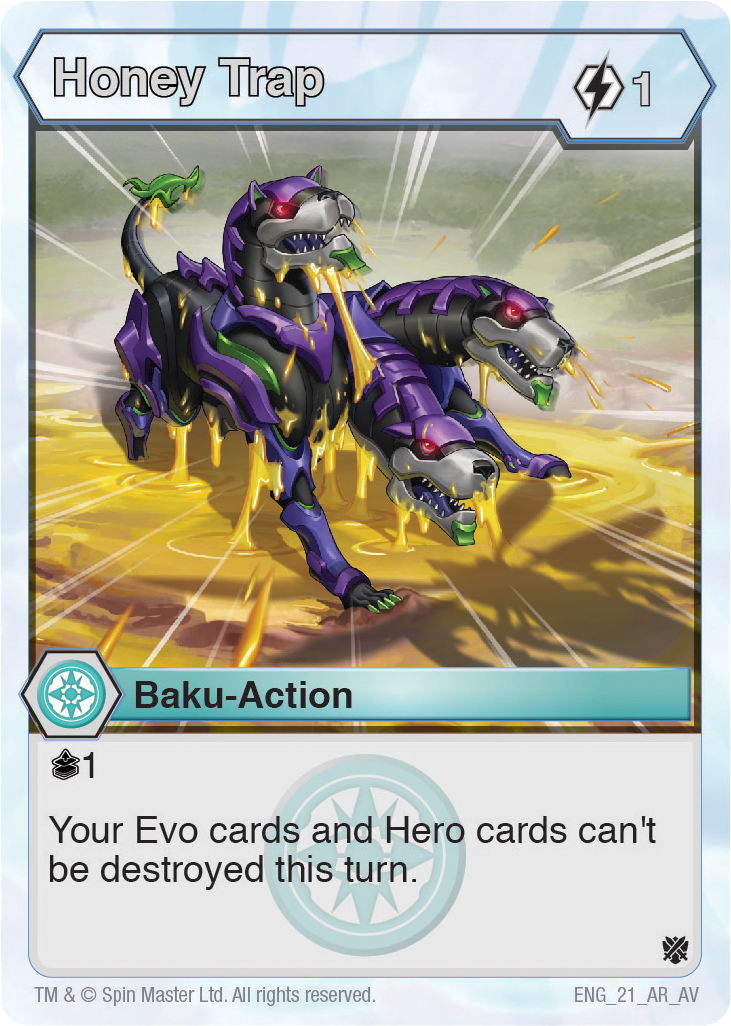 Honey Trap
1
Baku-Action
1
Your Evo cards and Hero cards can't
be destroyed this turn.
TM & © Spin Master Ltd. All rights reserved.
ENG_21_AR_AV